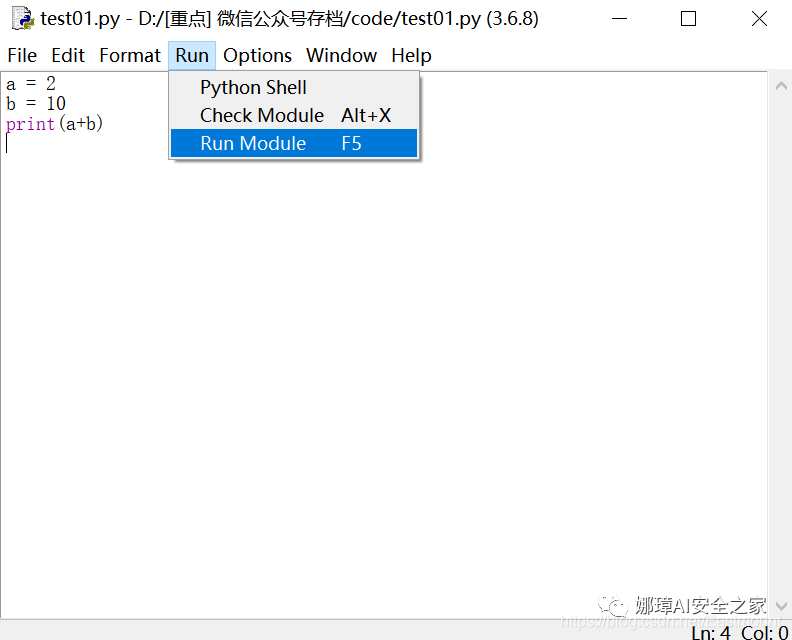 test01.py - D:/[重点] 微信公众号存档/code/test01.py (3.6.8)
File Edit Format Run Options Window Help
a = 2
b = 10
print(a+b)
Python Shell
Check Module Alt+X
Run Module F5
娜璋AI安全之家
https://blog.csdn.net/Eastmount
Ln: 4 Col: 0